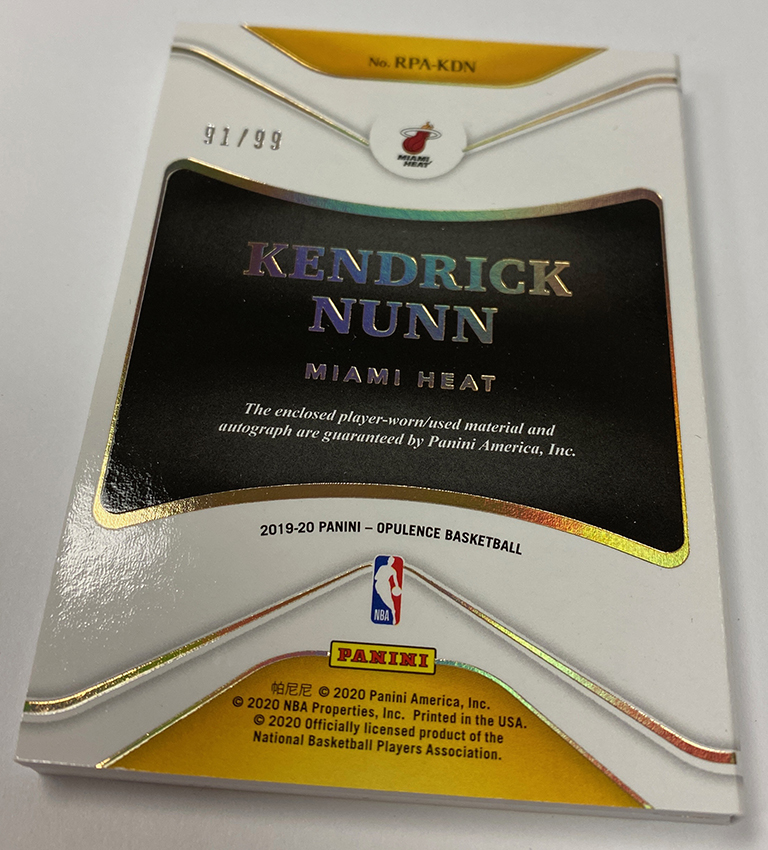 No. RPA-KDN
91/99
MIAMI
HEAT
KENDRICK
NUNN
MIAMI HEAT
The enclosed player-worn/used material and
autograph are guaranteed by Panini America, Inc.
2019-20 PANINI – OPULENCE BASKETBALL
NBA
PANINI
帕尼尼 © 2020 Panini America, Inc.
© 2020 NBA Properties, Inc. Printed in the USA.
© 2020 Officially licensed product of the
National Basketball Players Association.